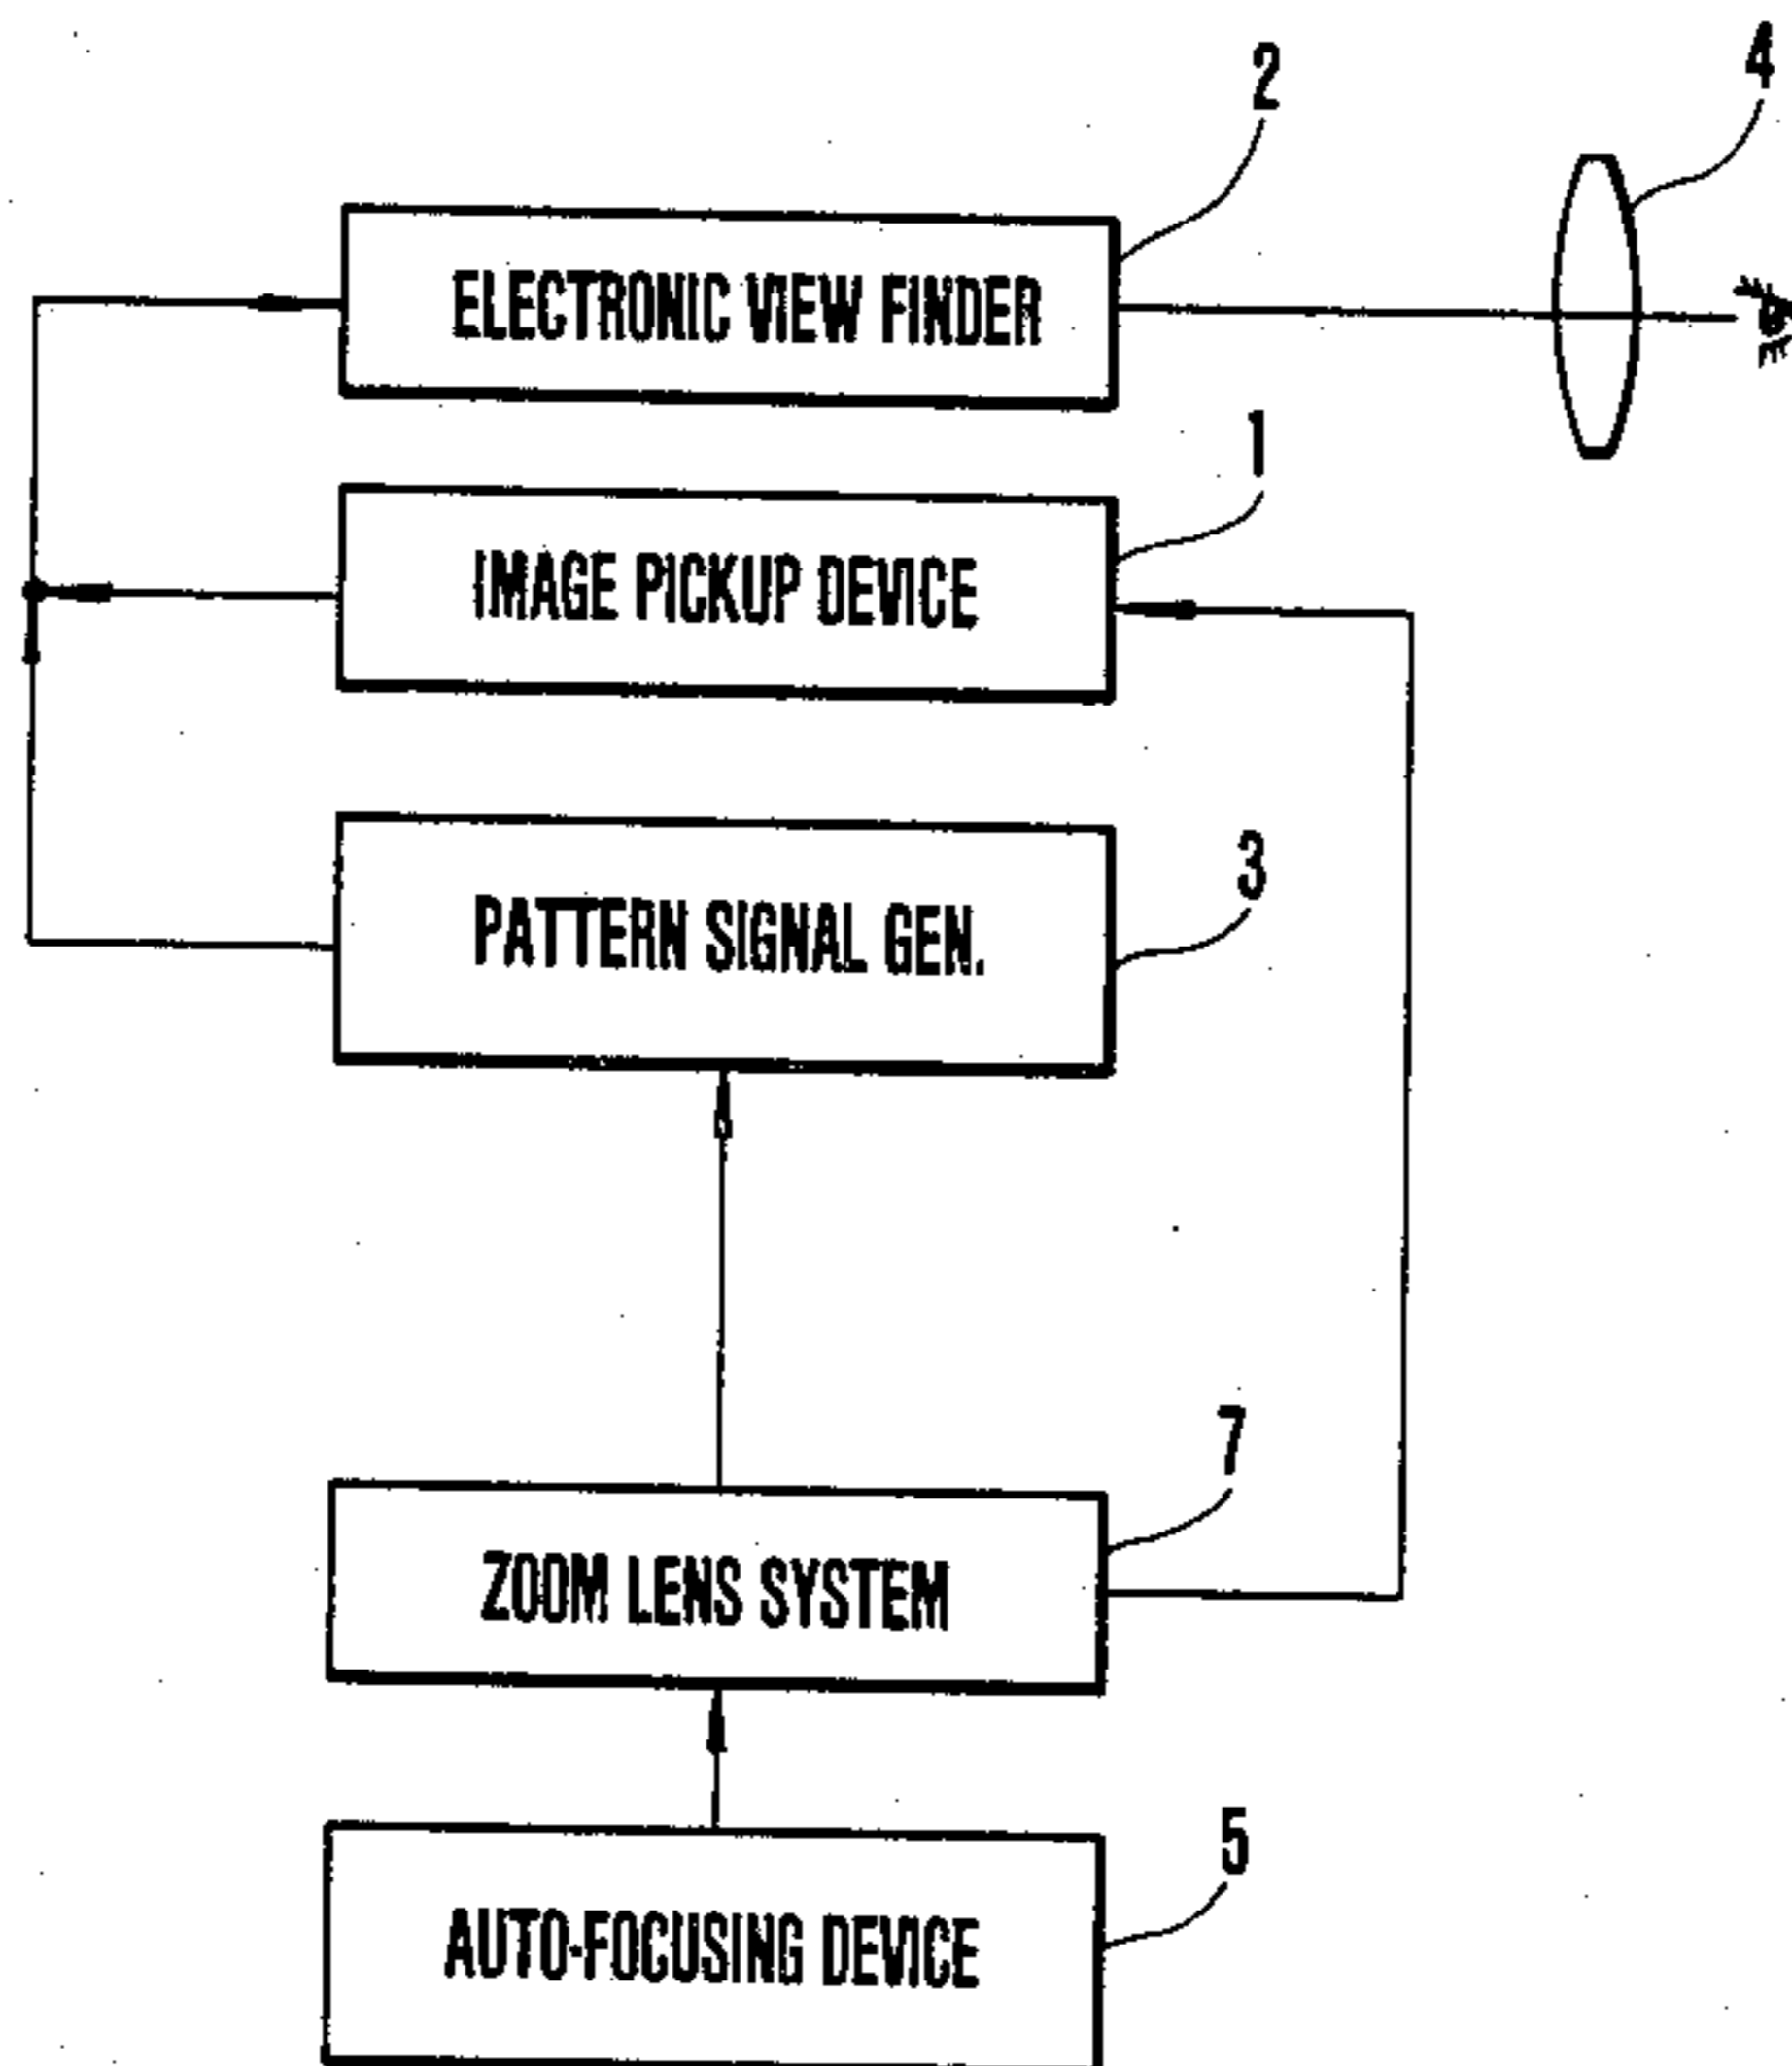 2
4
ELECTRONIC VIEW FINDER
1
IMAGE PICKUP DEVICE
3
PATTERN SIGNAL GEN.
7
ZOOM LENS SYSTEM
5
AUTO-FOCUSING DEVICE